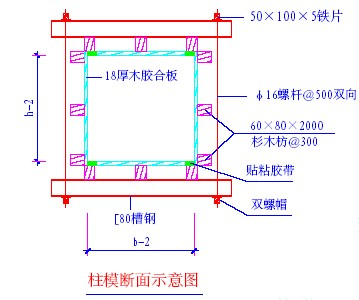 50×100×5铁片
18厚木胶合板
h-2
φ16螺杆@500双向
60×80×2000
杉木枋@300
贴粘胶带
[80槽钢
双螺帽
b-2
柱模断面示意图